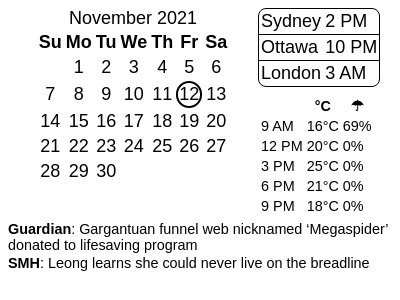 November 2021
Su Mo Tu We Th Fr Sa
1 2 3 4 5 6
7 8 9 10 11 12 13
14 15 16 17 18 19 20
21 22 23 24 25 26 27
28 29 30
Sydney 2 PM
Ottawa 10 PM
London 3 AM
°C ☂
9 AM 16°C 69%
12 PM 20°C 0%
3 PM 25°C 0%
6 PM 21°C 0%
9 PM 18°C 0%
Guardian: Gargantuan funnel web nicknamed ‘Megaspider’
donated to lifesaving program
SMH: Leong learns she could never live on the breadline